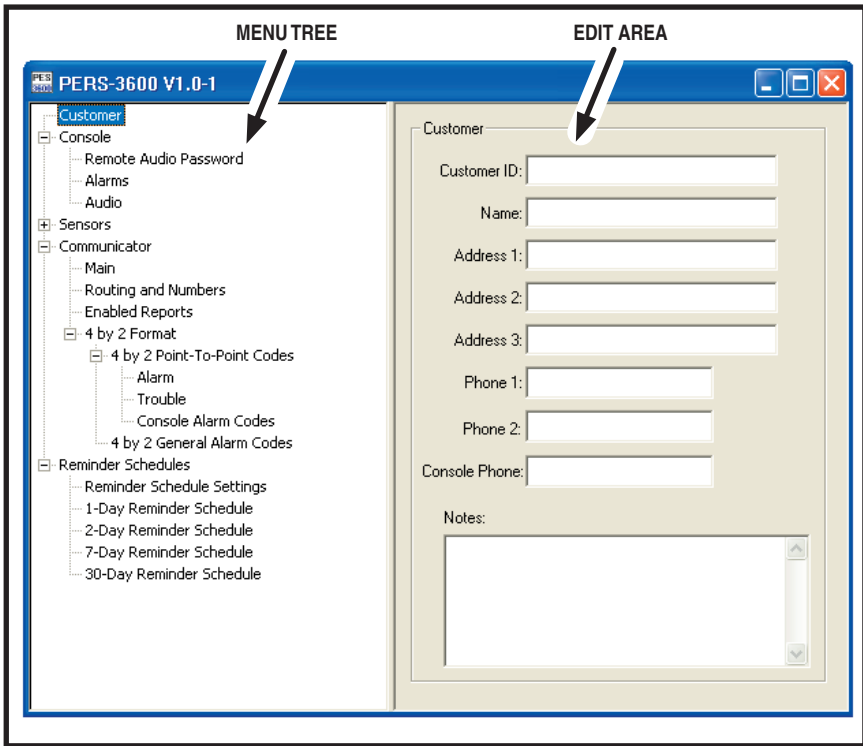 MENU TREE
EDIT AREA
PES
3600
PERS-3600 V1.0-1
Customer
Console
Remote Audio Password
Alarms
Audio
Sensors
Communicator
Main
Routing and Numbers
Enabled Reports
4 by 2 Format
4 by 2 Point-To-Point Codes
Alarm
Trouble
Console Alarm Codes
4 by 2 General Alarm Codes
Reminder Schedules
Reminder Schedule Settings
1-Day Reminder Schedule
2-Day Reminder Schedule
7-Day Reminder Schedule
30-Day Reminder Schedule
Customer
Customer ID:
Name:
Address 1:
Address 2:
Address 3:
Phone 1:
Phone 2:
Console Phone:
Notes: